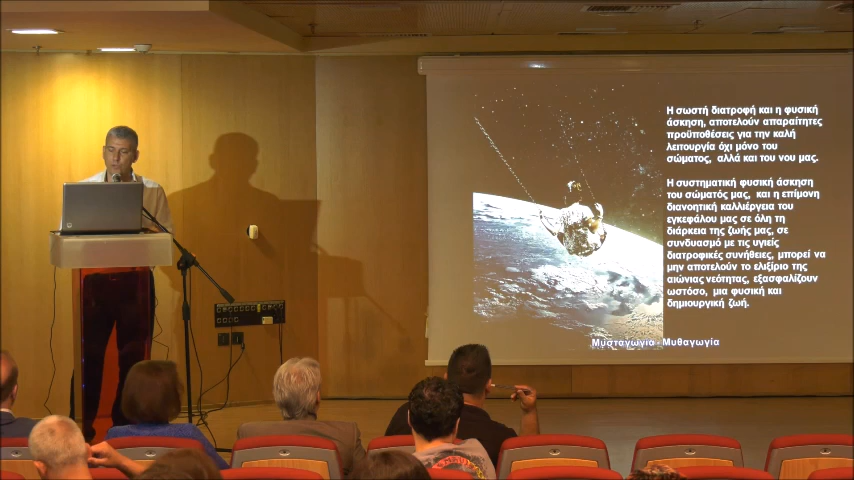 Η σωστή διατροφή και η φυσική
άσκηση, αποτελούν απαραίτητες
προϋποθέσεις για την καλή
λειτουργία όχι μόνο του
σώματος, αλλά και του νου μας.
Η συστηματική φυσική άσκηση
του σώματός μας, και η επίμονη
διανοητική καλλιέργεια του
εγκεφάλου μας σε όλη τη
διάρκεια της ζωής μας, σε
συνδυασμό με τις υγιείς
διατροφικές συνήθειες, μπορεί να
μην αποτελούν το ελιξίριο της
αιώνιας νεότητας, εξασφαλίζουν
ωστόσο, μια φυσική και
δημιουργική ζωή.
Μυσταγωγία - Μυθαγωγία